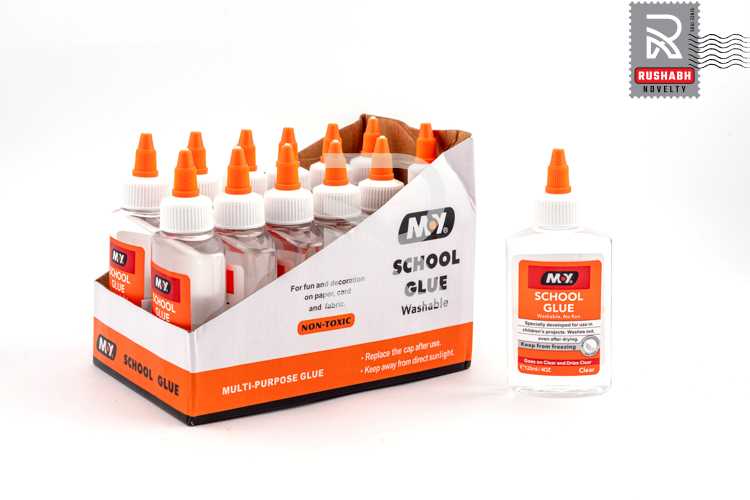 RUSHABH
NOVELTY
M·Y
SCHOOL
GLUE
Washable
For fun and decoration
on paper, card
and fabric.
NON-TOXIC
• Replace the cap after use.
• Keep away from direct sunlight.
MULTI-PURPOSE GLUE
M·Y
SCHOOL GLUE
M·Y
SCHOOL
GLUE
M·Y
SCHOOL
GLUE
M·Y
SCHOOL
GLUE
Washable, No Run.
Specially developed for use in
children's projects. Washes out,
even after drying.
Keep from freezing
Goes on Clear and Dries Clear
℮120ml / 4OZ
Clear